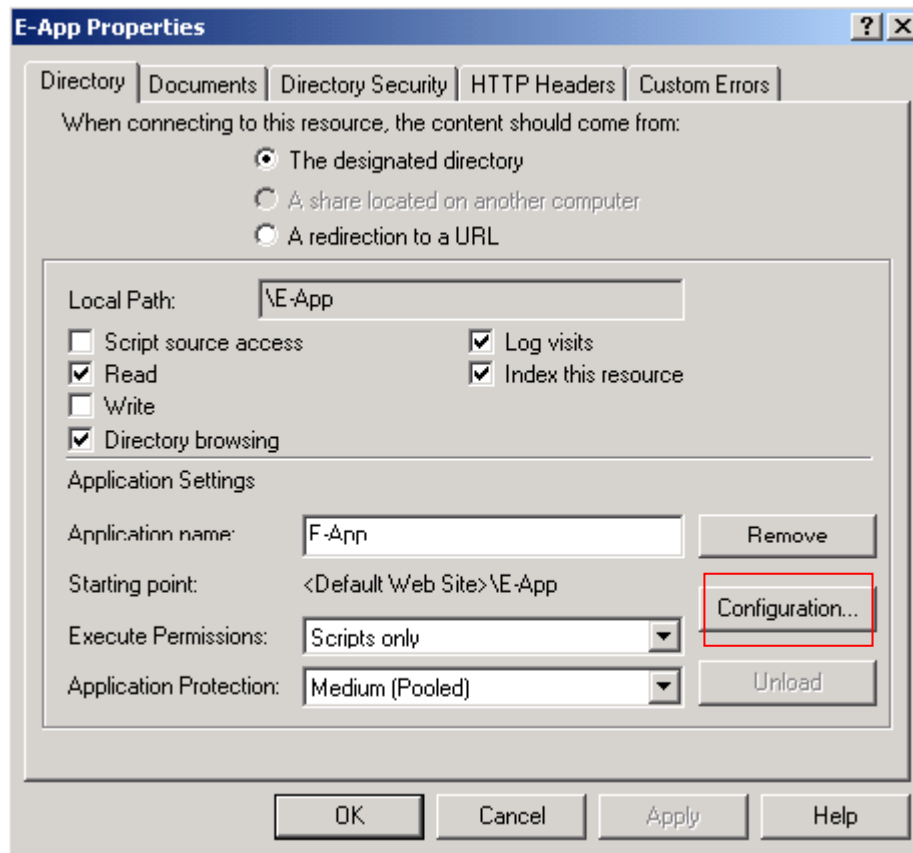 E-App Properties
Directory Documents Directory Security HTTP Headers Custom Errors
When connecting to this resource, the content should come from:
The designated directory
A share located on another computer
A redirection to a URL
Local Path: \E-App
Script source access Log visits
Read Index this resource
Write
Directory browsing
Application Settings
Application name: E-App Remove
Starting point: <Default Web Site>\E-App Configuration...
Execute Permissions: Scripts only
Application Protection: Medium (Pooled) Unload
OK Cancel Apply Help